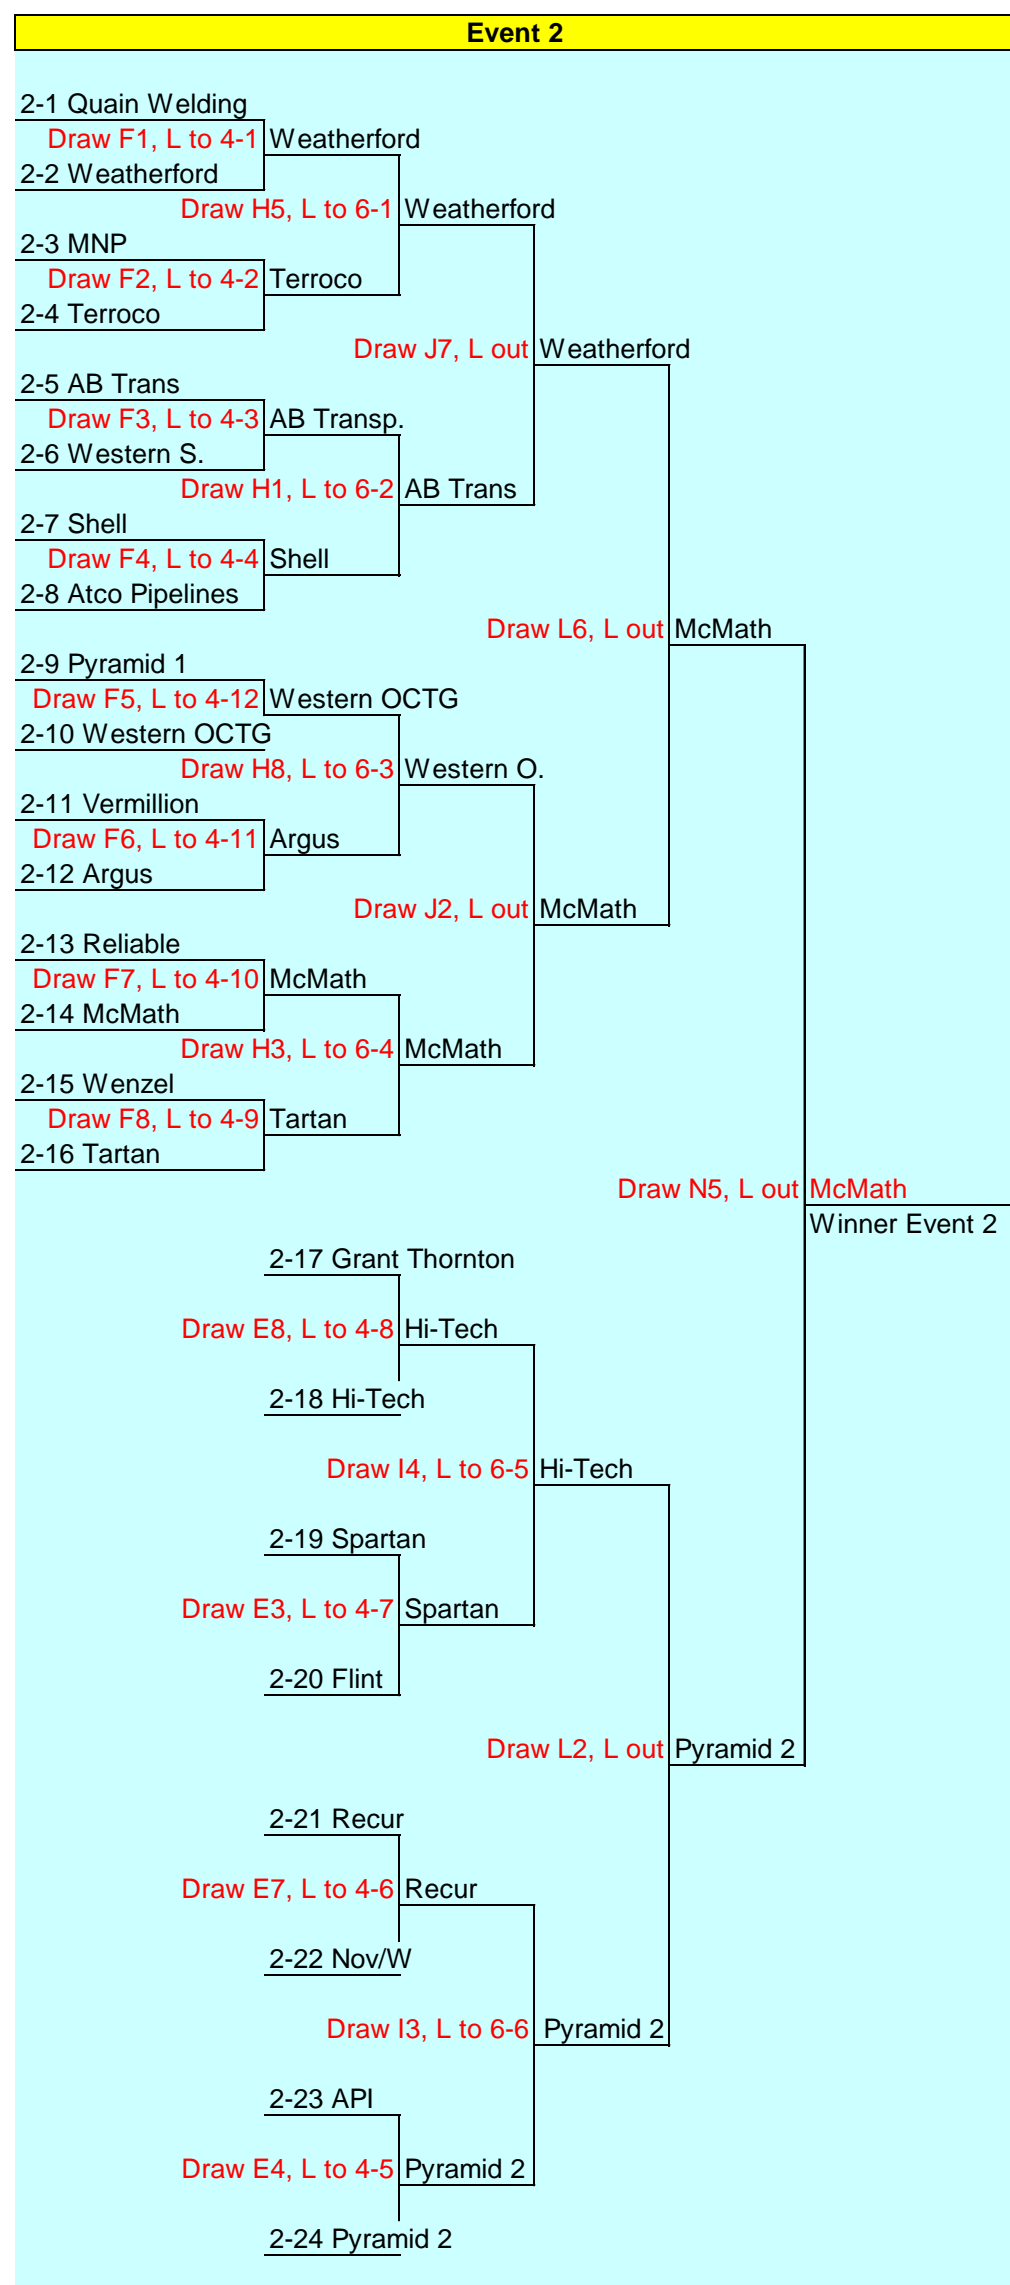 Event 2
2-1 Quain Welding
Draw F1, L to 4-1 Weatherford
2-2 Weatherford
Draw H5, L to 6-1 Weatherford
2-3 MNP
Draw F2, L to 4-2 Terroco
2-4 Terroco
Draw J7, L out Weatherford
2-5 AB Trans
Draw F3, L to 4-3 AB Transp.
2-6 Western S.
Draw H1, L to 6-2 AB Trans
2-7 Shell
Draw F4, L to 4-4 Shell
2-8 Atco Pipelines
Draw L6, L out McMath
2-9 Pyramid 1
Draw F5, L to 4-12 Western OCTG
2-10 Western OCTG
Draw H8, L to 6-3 Western O.
2-11 Vermillion
Draw F6, L to 4-11 Argus
2-12 Argus
Draw J2, L out McMath
2-13 Reliable
Draw F7, L to 4-10 McMath
2-14 McMath
Draw H3, L to 6-4 McMath
2-15 Wenzel
Draw F8, L to 4-9 Tartan
2-16 Tartan
Draw N5, L out McMath
Winner Event 2
2-17 Grant Thornton
Draw E8, L to 4-8 Hi-Tech
2-18 Hi-Tech
Draw I4, L to 6-5 Hi-Tech
2-19 Spartan
Draw E3, L to 4-7 Spartan
2-20 Flint
Draw L2, L out Pyramid 2
2-21 Recur
Draw E7, L to 4-6 Recur
2-22 Nov/W
Draw I3, L to 6-6 Pyramid 2
2-23 API
Draw E4, L to 4-5 Pyramid 2
2-24 Pyramid 2